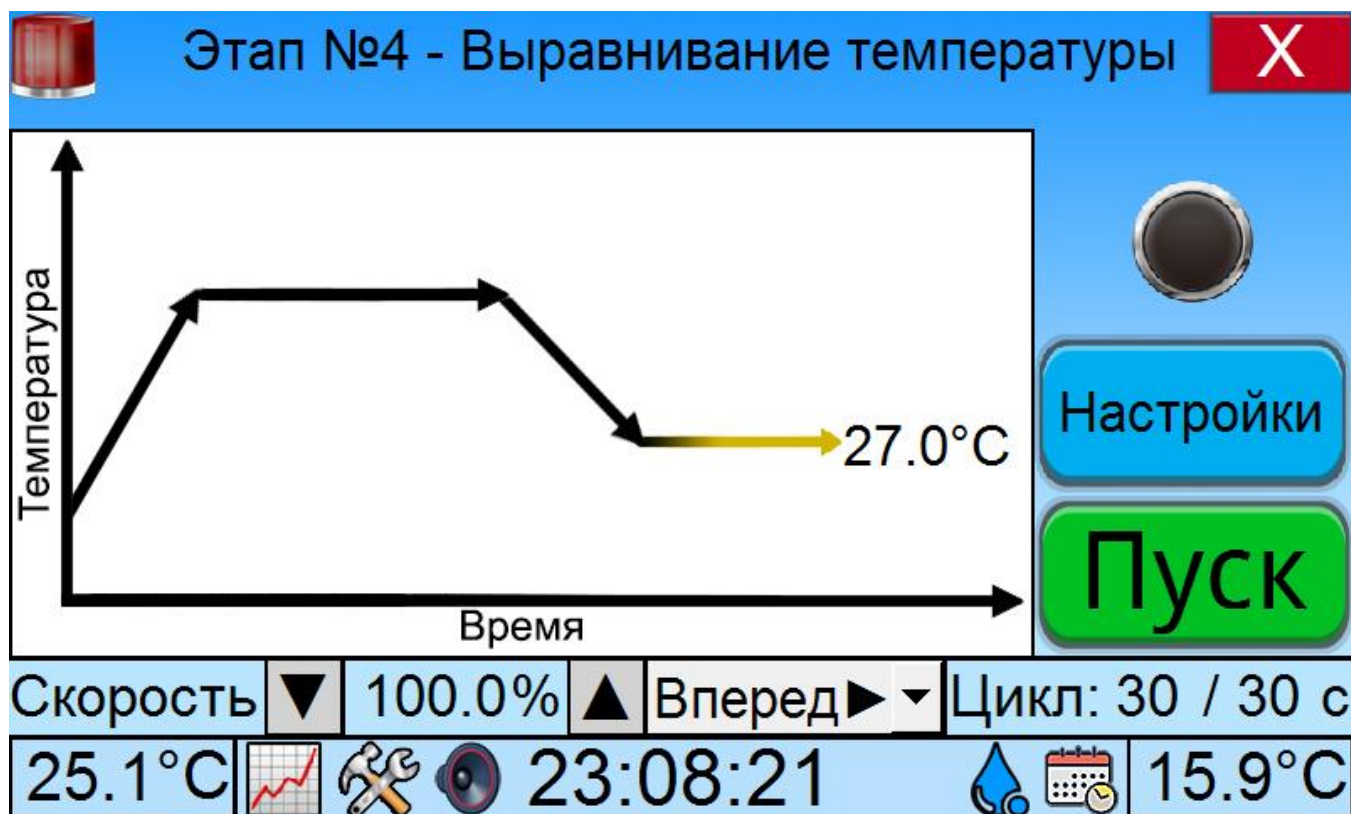 Этап №4 - Выравнивание температуры X
Температура
27.0°C
Время
Настройки
Пуск
Скорость ▼ 100.0% ▲ Вперед► Цикл: 30 / 30 с
25.1°C 23:08:21 15.9°C